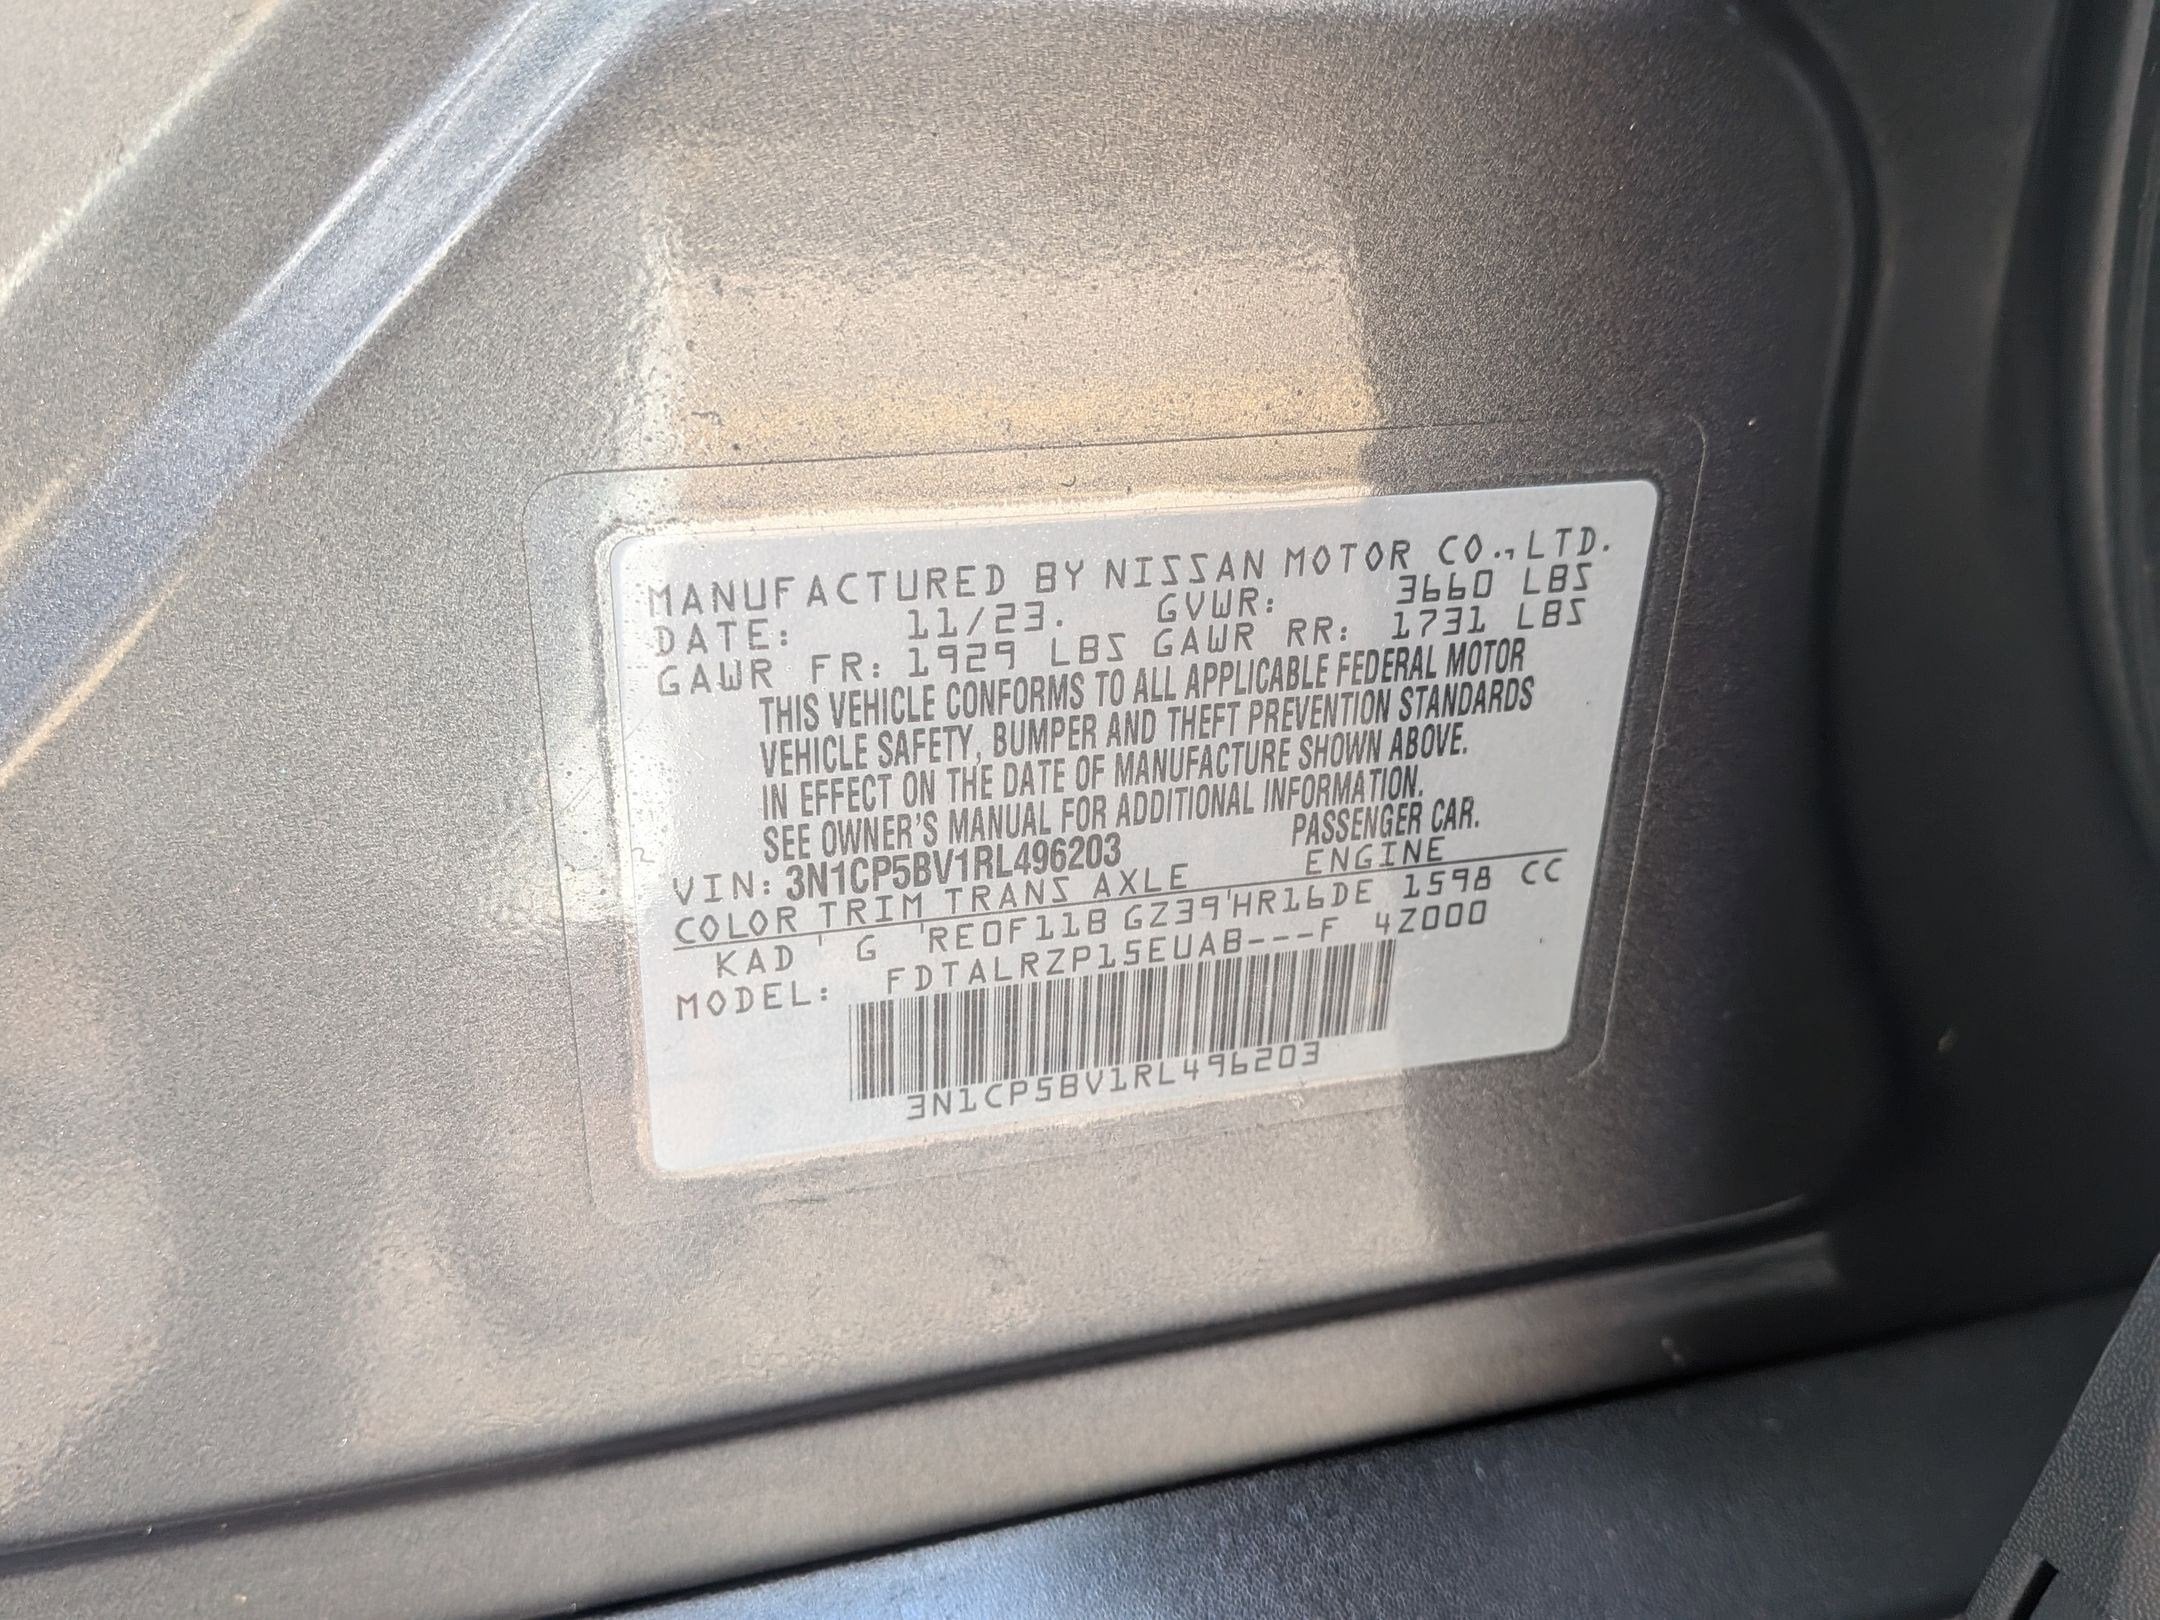 MANUFACTURED BY NISSAN MOTOR CO.,LTD.
DATE: 11/23. GVWR: 3660 LBS
GAWR FR: 1929 LBS GAWR RR: 1731 LBS
THIS VEHICLE CONFORMS TO ALL APPLICABLE FEDERAL MOTOR
VEHICLE SAFETY, BUMPER AND THEFT PREVENTION STANDARDS
IN EFFECT ON THE DATE OF MANUFACTURE SHOWN ABOVE.
SEE OWNER'S MANUAL FOR ADDITIONAL INFORMATION.
VIN: 3N1CP5BV1RL496203 PASSENGER CAR.
COLOR TRIM TRANS AXLE ENGINE
KAD ' G 'RE0F11B GZ39'HR16DE 1598 CC
MODEL: FDTALRZP15EUAB---F 4Z000
3N1CP5BV1RL496203